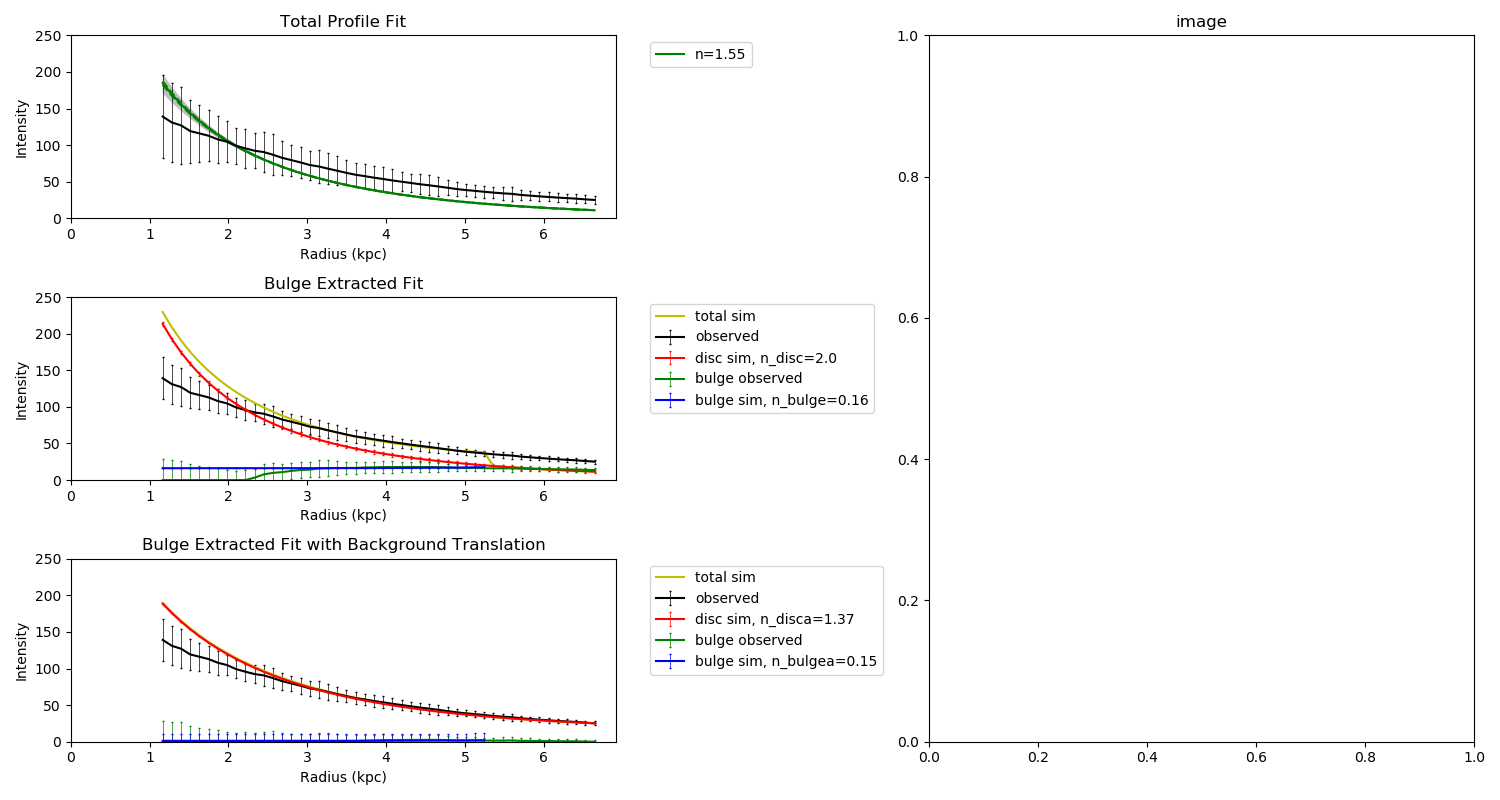 Total Profile Fit
250
200
150
100
50
0
Intensity
0 1 2 3 4 5 6
Radius (kpc)
n=1.55
Bulge Extracted Fit
250
200
150
100
50
0
Intensity
0 1 2 3 4 5 6
Radius (kpc)
total sim
observed
disc sim, n_disc=2.0
bulge observed
bulge sim, n_bulge=0.16
Bulge Extracted Fit with Background Translation
250
200
150
100
50
0
Intensity
0 1 2 3 4 5 6
Radius (kpc)
total sim
observed
disc sim, n_disca=1.37
bulge observed
bulge sim, n_bulgea=0.15
image
1.0
0.8
0.6
0.4
0.2
0.0
0.0 0.2 0.4 0.6 0.8 1.0